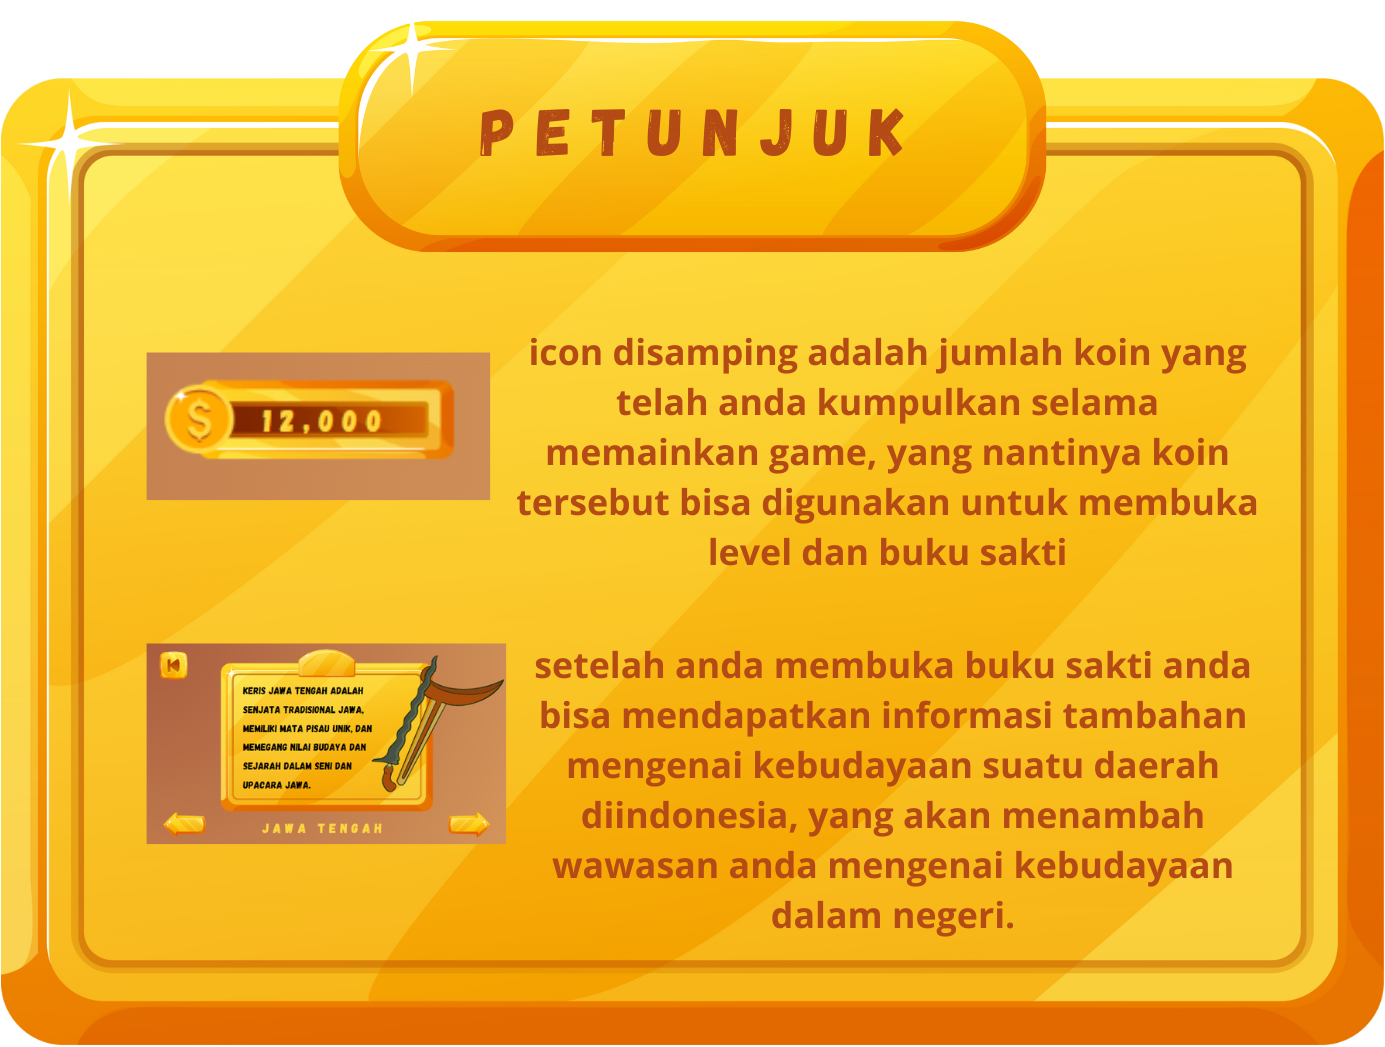 PETUNJUK
12,000
icon disamping adalah jumlah koin yang
telah anda kumpulkan selama
memainkan game, yang nantinya koin
tersebut bisa digunakan untuk membuka
level dan buku sakti
KERIS JAWA TENGAH ADALAH
SENJATA TRADISIONAL JAWA,
MEMILIKI MATA PISAU UNIK, DAN
MEMEGANG NILAI BUDAYA DAN
SEJARAH DALAM SENI DAN
UPACARA JAWA.
JAWA TENGAH
setelah anda membuka buku sakti anda
bisa mendapatkan informasi tambahan
mengenai kebudayaan suatu daerah
diindonesia, yang akan menambah
wawasan anda mengenai kebudayaan
dalam negeri.